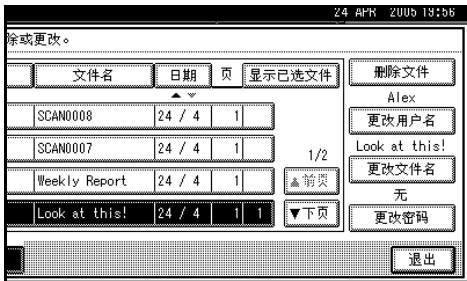 24 APR 2005 19:56
除或更改。
文件名 日期 页 显示已选文件 删除文件
Alex
SCAN0008 24 / 4 1 更改用户名
SCAN0007 24 / 4 1 1/2 Look at this!
更改文件名
Weekly Report 24 / 4 1 ▲前页 无
Look at this! 24 / 4 1 1 ▼下页 更改密码
退出